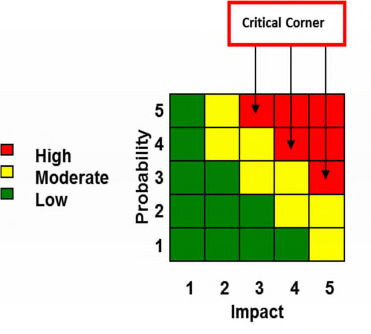 Critical Corner
High
Moderate
Low
Probability
5
4
3
2
1
1 2 3 4 5
Impact